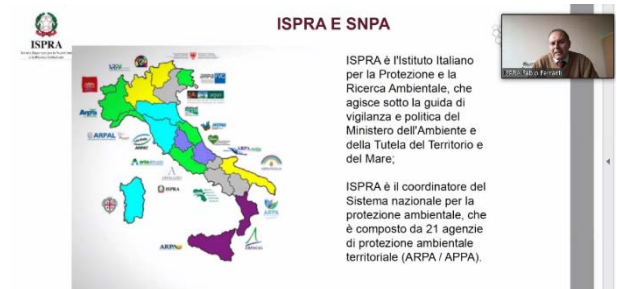 ISPRA E SNPA
ISPRA
ISPRA è l'Istituto Italiano
per la Protezione e la
Ricerca Ambientale, che
agisce sotto la guida di
vigilanza e politica del
Ministero dell'Ambiente e
della Tutela del Territorio e
del Mare;
ISPRA è il coordinatore del
Sistema nazionale per la
protezione ambientale, che
è composto da 21 agenzie
di protezione ambientale
territoriale (ARPA / APPA).
ARPAL
ISPRA
ARPA